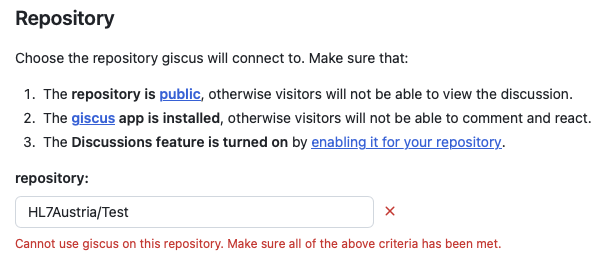 Repository
Choose the repository giscus will connect to. Make sure that:
1. The repository is public, otherwise visitors will not be able to view the discussion.
2. The giscus app is installed, otherwise visitors will not be able to comment and react.
3. The Discussions feature is turned on by enabling it for your repository.
repository:
HL7Austria/Test
Cannot use giscus on this repository. Make sure all of the above criteria has been met.